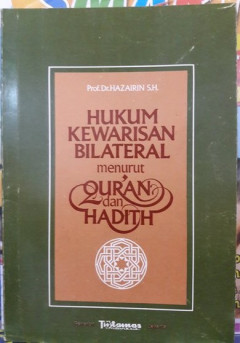 Prof.Dr.HAZAIRIN S.H.
HUKUM
KEWARISAN
BILATERAL
menurut
QUR'AN
dan
HADITH
Tintamas